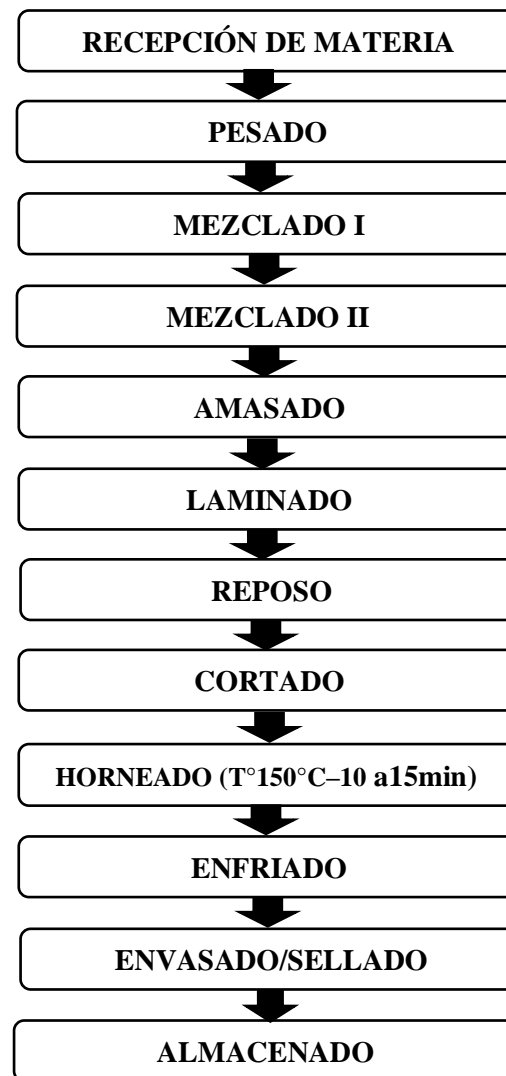 RECEPCIÓN DE MATERIA
PESADO
MEZCLADO I
MEZCLADO II
AMASADO
LAMINADO
REPOSO
CORTADO
HORNEADO (T°150°C–10 a15min)
ENFRIADO
ENVASADO/SELLADO
ALMACENADO